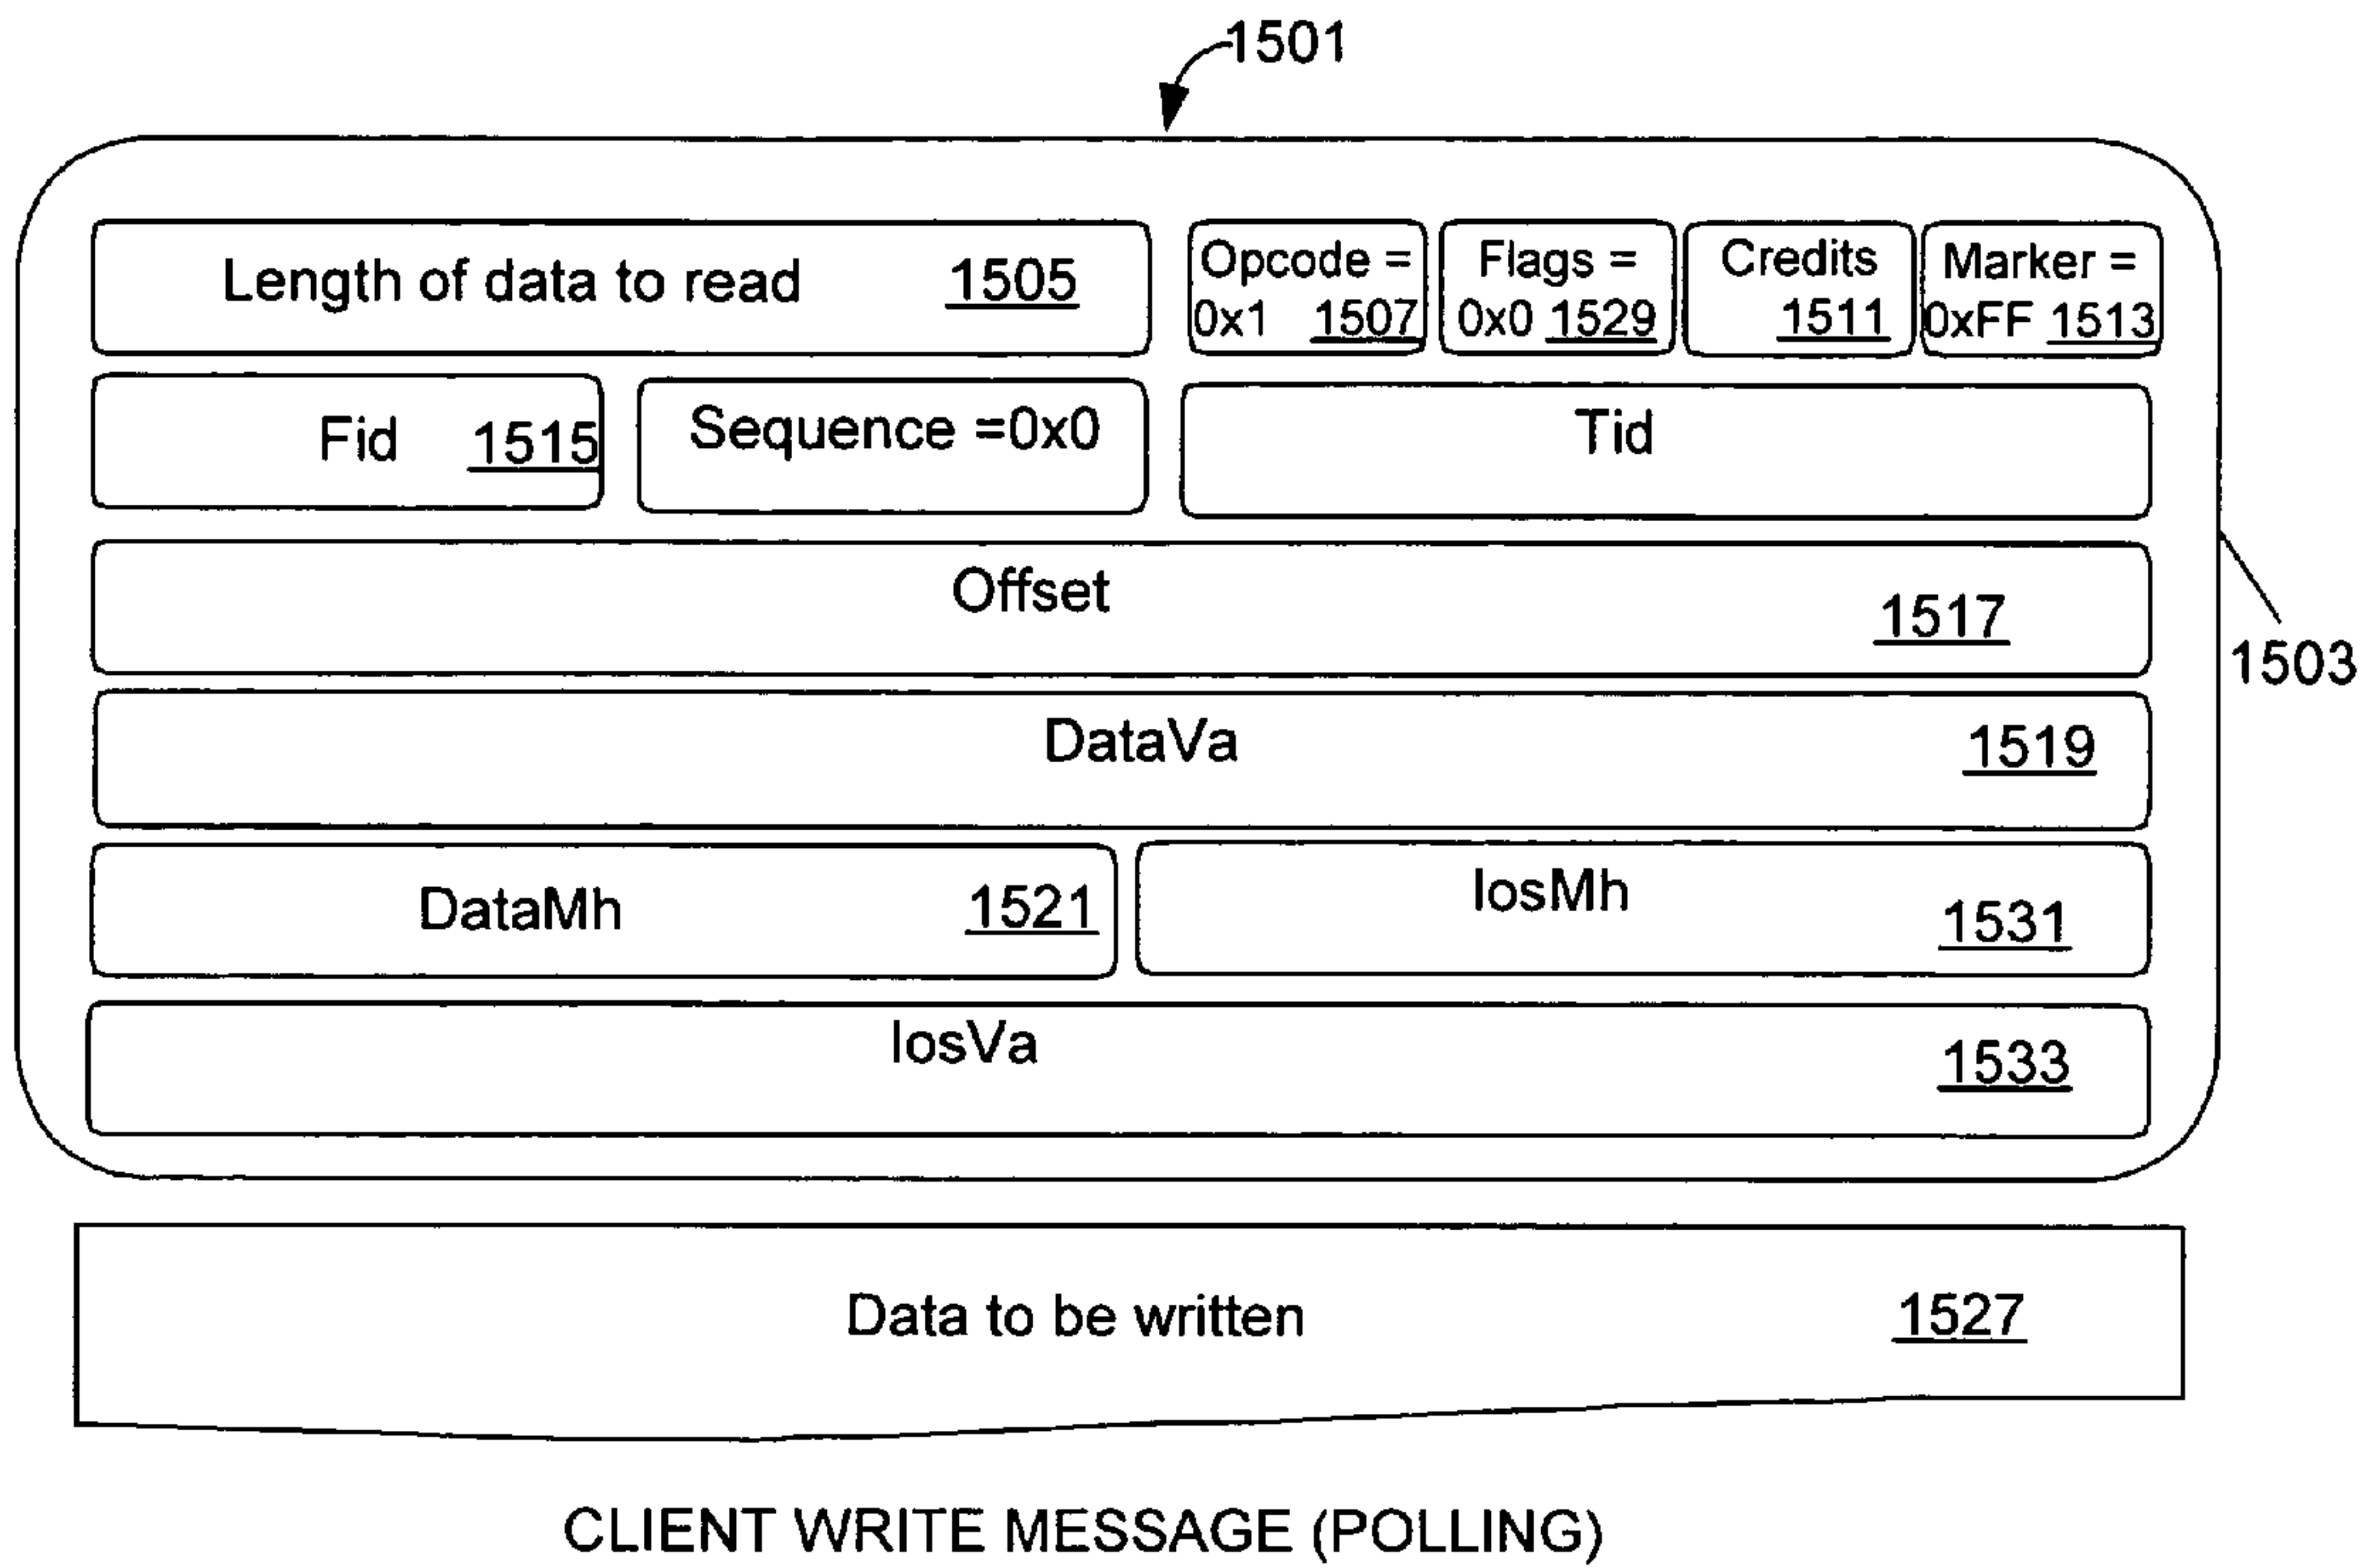 1501
Length of data to read 1505
Opcode =
0x1 1507
Flags =
0x0 1529
Credits
1511
Marker =
0xFF 1513
Fid 1515
Sequence =0x0
Tid
Offset
1517
1503
DataVa
1519
DataMh 1521
IosMh
1531
IosVa
1533
Data to be written 1527
CLIENT WRITE MESSAGE (POLLING)